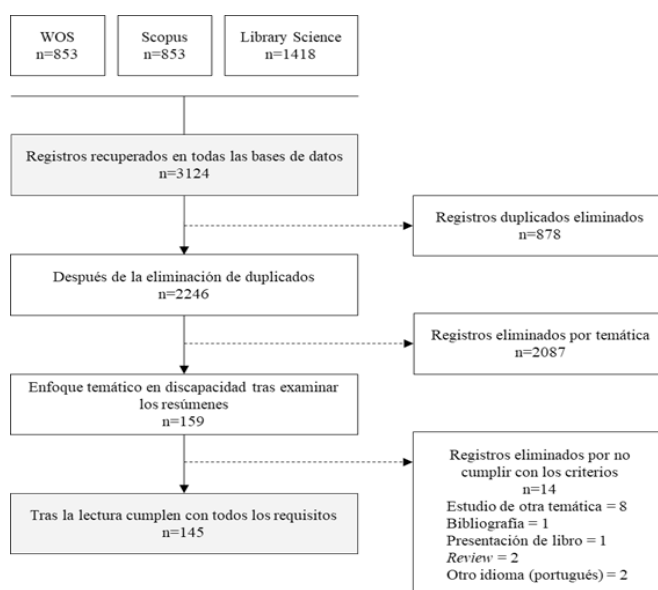 WOS
n=853
Scopus
n=853
Library Science
n=1418
Registros recuperados en todas las bases de datos
n=3124
Registros duplicados eliminados
n=878
Después de la eliminación de duplicados
n=2246
Registros eliminados por temática
n=2087
Enfoque temático en discapacidad tras examinar
los resúmenes
n=159
Registros eliminados por no
cumplir con los criterios
n=14
Estudio de otra temática = 8
Bibliografía = 1
Presentación de libro = 1
Review = 2
Otro idioma (portugués) = 2
Tras la lectura cumplen con todos los requisitos
n=145